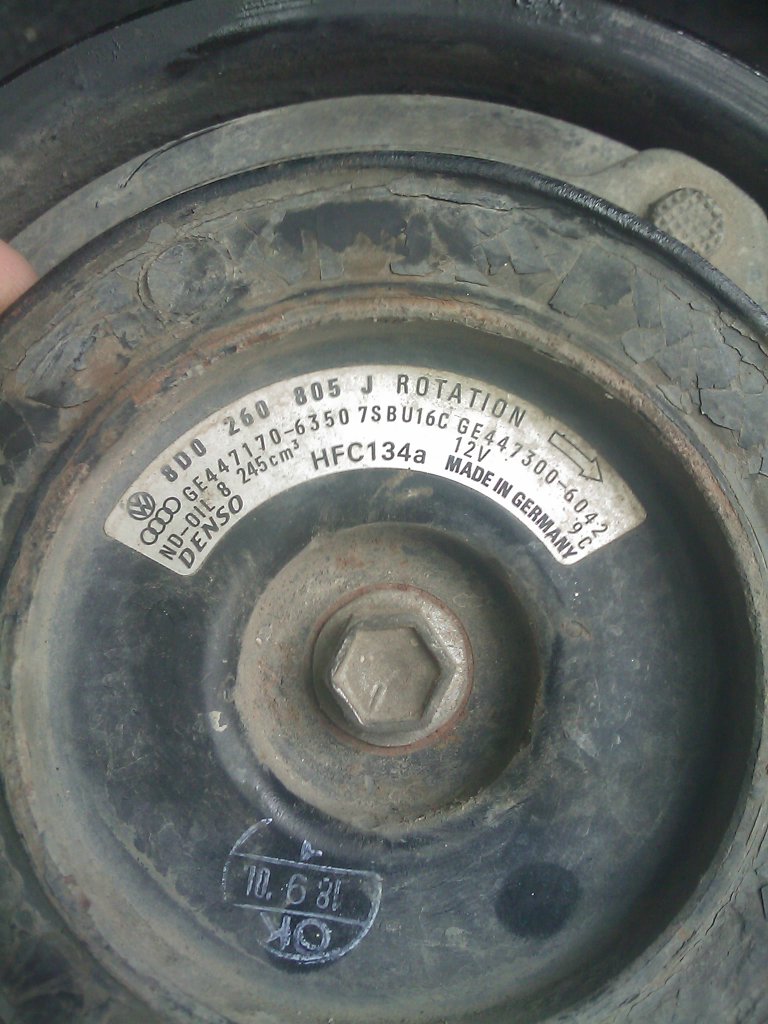 8D0 260 805 J ROTATION
GE447170-6350 7SBU16C GE447300-6042
ND-OIL 8 245cm³ HFC134a 12V 9C
DENSO MADE IN GERMANY
OK